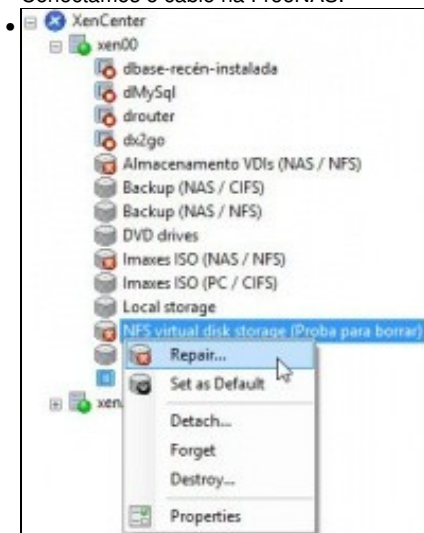 Conectamos o cable na FreeNAS.
XenCenter
xen00
dbase-recén-instalada
dMySql
drouter
dx2go
Almacenamento VDIs (NAS / NFS)
Backup (NAS / CIFS)
Backup (NAS / NFS)
DVD drives
Imaxes ISO (NAS / NFS)
Imaxes ISO (PC / CIFS)
Local storage
NFS virtual disk storage (Proba para borrar)
Repair...
Set as Default
xen
Detach...
Forget
Destroy...
Properties